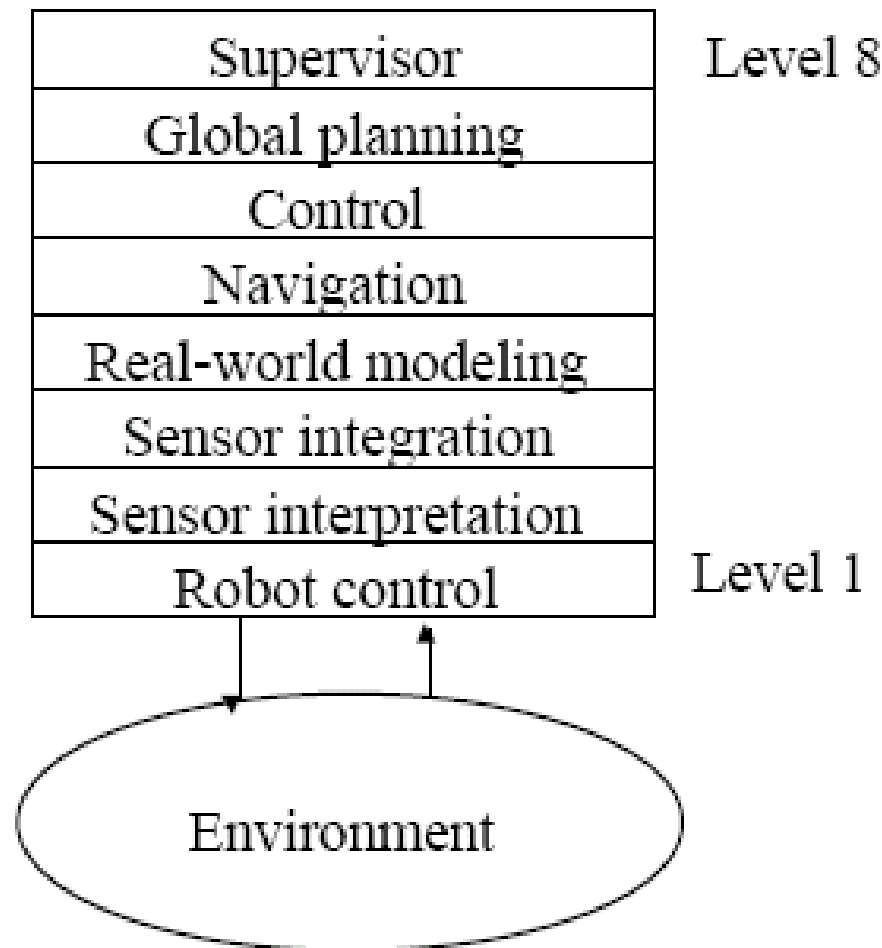 Supervisor Level 8
Global planning
Control
Navigation
Real-world modeling
Sensor integration
Sensor interpretation
Robot control Level 1
Environment